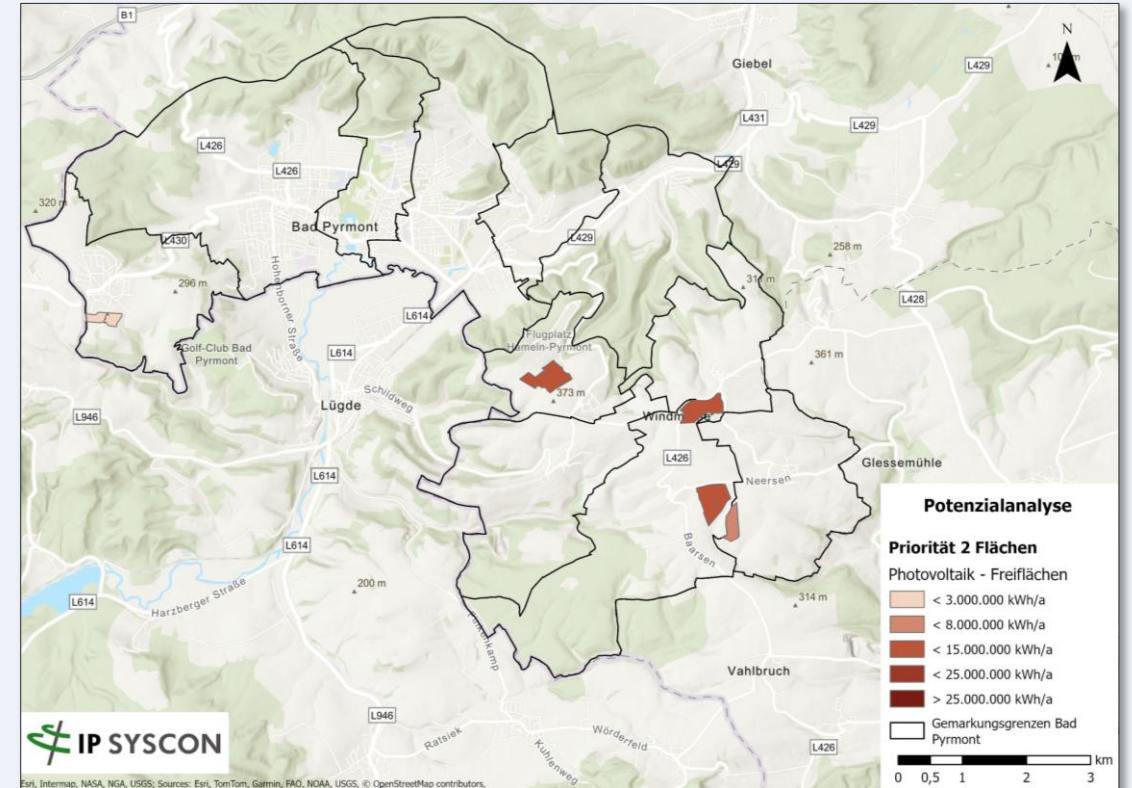 B1
N
Giebel
L429
L431
L429
L426
L426
L429
320 m
Bad Pyrmont
L430
L429
258 m
296 m
Hohenborner Straße
L428
L614
Flugplatz
Hameln-Pyrmont
Golf-Club Bad
Pyrmont
L614
361 m
373 m
Schildweg
Lügde
L946
L426
Glessemühle
L614
Neersen
Baarsen
L614
200 m
L614
Harzberger Straße
314 m
Vahlbruch
L946
Ratsiek
Wörderfeld
Kuhlenweg
L426
Potenzialanalyse
Priorität 2 Flächen
Photovoltaik - Freiflächen
< 3.000.000 kWh/a
< 8.000.000 kWh/a
< 15.000.000 kWh/a
< 25.000.000 kWh/a
> 25.000.000 kWh/a
Gemarkungsgrenzen Bad
Pyrmont
km
0 0,5 1 2 3
IP SYSCON
Esri, Intermap, NASA, NGA, USGS; Sources: Esri, TomTom, Garmin, FAO, NOAA, USGS, © OpenStreetMap contributors,